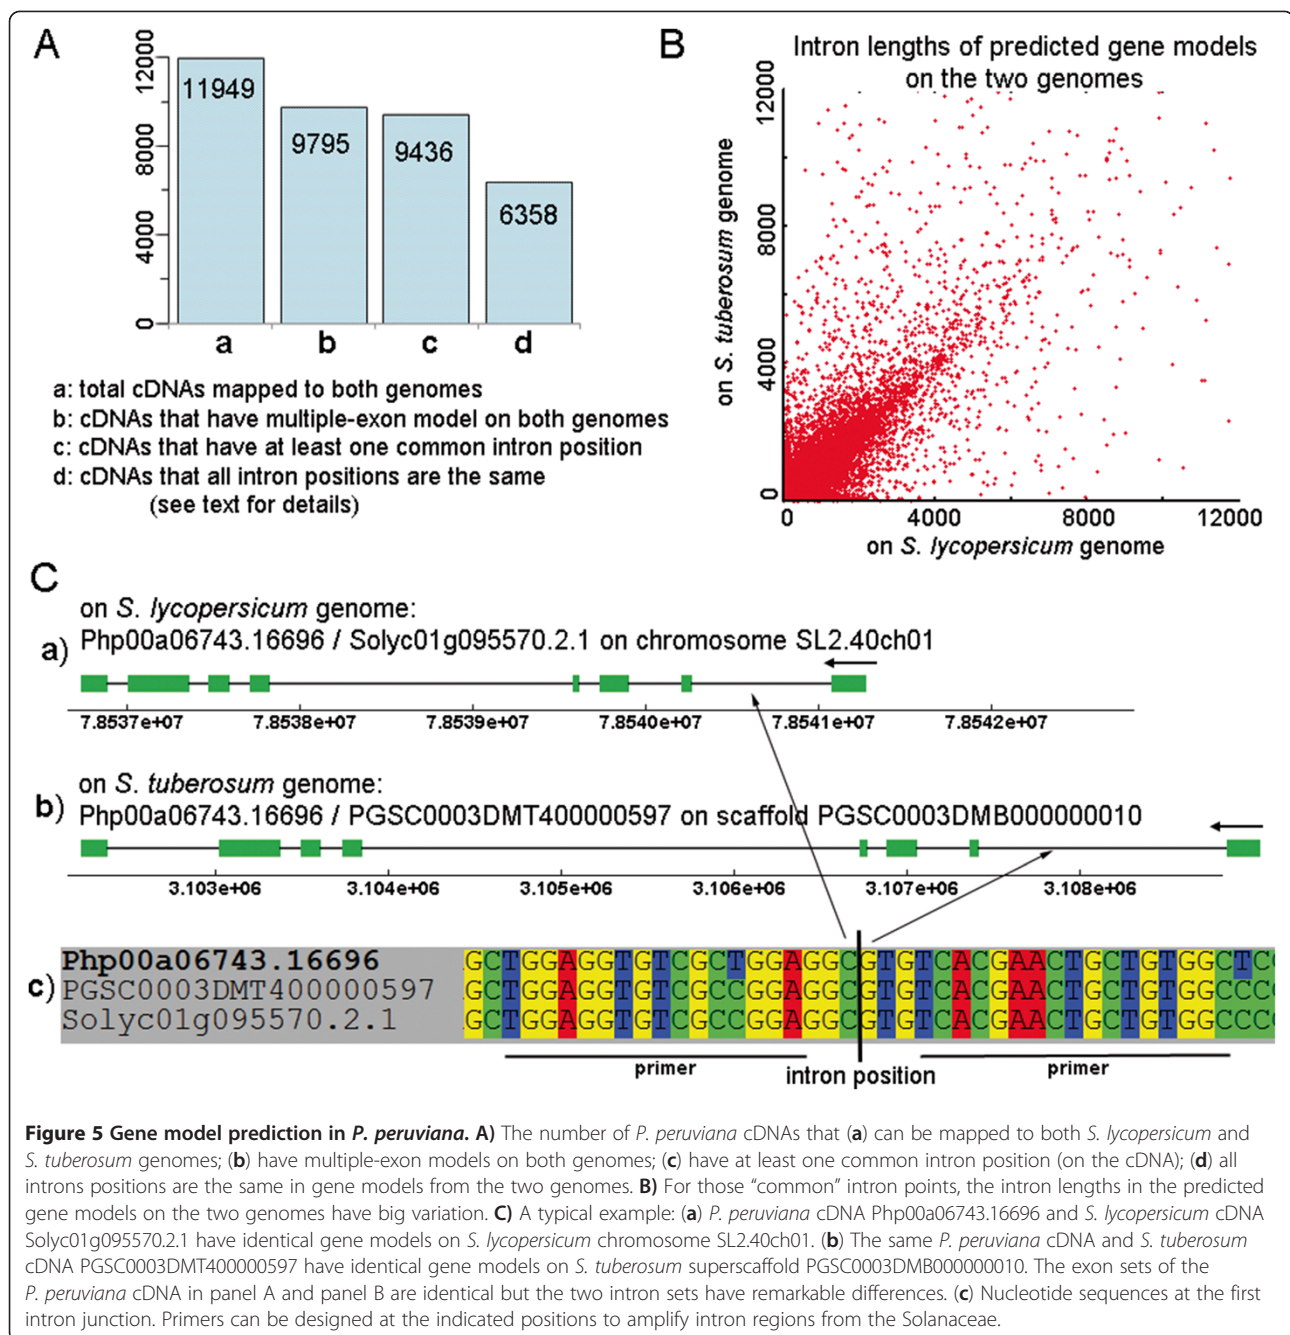 A
12000
8000
4000
0
11949
9795
9436
6358
a b c d
a: total cDNAs mapped to both genomes
b: cDNAs that have multiple-exon model on both genomes
c: cDNAs that have at least one common intron position
d: cDNAs that all intron positions are the same
(see text for details)
B
Intron lengths of predicted gene models
on the two genomes
on S. tuberosum genome
12000
8000
4000
0
0 4000 8000 12000
on S. lycopersicum genome
C
on S. lycopersicum genome:
a) Php00a06743.16696 / Solyc01g095570.2.1 on chromosome SL2.40ch01
7.8537e+07 7.8538e+07 7.8539e+07 7.8540e+07 7.8541e+07 7.8542e+07
on S. tuberosum genome:
b) Php00a06743.16696 / PGSC0003DMT400000597 on scaffold PGSC0003DMB000000010
3.103e+06 3.104e+06 3.105e+06 3.106e+06 3.107e+06 3.108e+06
c)
Php00a06743.16696 GCTGGAGGTGTCGCTGGAGGCGTGTCACGAACTGCTGTGGCTCC
PGSC0003DMT400000597 GCTGGAGGTGTCGCCGGAGGCGTGTCACGAACTGCTGTGGCCCC
Solyc01g095570.2.1 GCTGGAGGTGTCGCCGGAGGCGTGTCACGAACTGCTGTGGCCCC
primer intron position primer
Figure 5 Gene model prediction in P. peruviana. A) The number of P. peruviana cDNAs that (a) can be mapped to both S. lycopersicum and
S. tuberosum genomes; (b) have multiple-exon models on both genomes; (c) have at least one common intron position (on the cDNA); (d) all
introns positions are the same in gene models from the two genomes. B) For those “common” intron points, the intron lengths in the predicted
gene models on the two genomes have big variation. C) A typical example: (a) P. peruviana cDNA Php00a06743.16696 and S. lycopersicum cDNA
Solyc01g095570.2.1 have identical gene models on S. lycopersicum chromosome SL2.40ch01. (b) The same P. peruviana cDNA and S. tuberosum
cDNA PGSC0003DMT400000597 have identical gene models on S. tuberosum superscaffold PGSC0003DMB000000010. The exon sets of the
P. peruviana cDNA in panel A and panel B are identical but the two intron sets have remarkable differences. (c) Nucleotide sequences at the first
intron junction. Primers can be designed at the indicated positions to amplify intron regions from the Solanaceae.